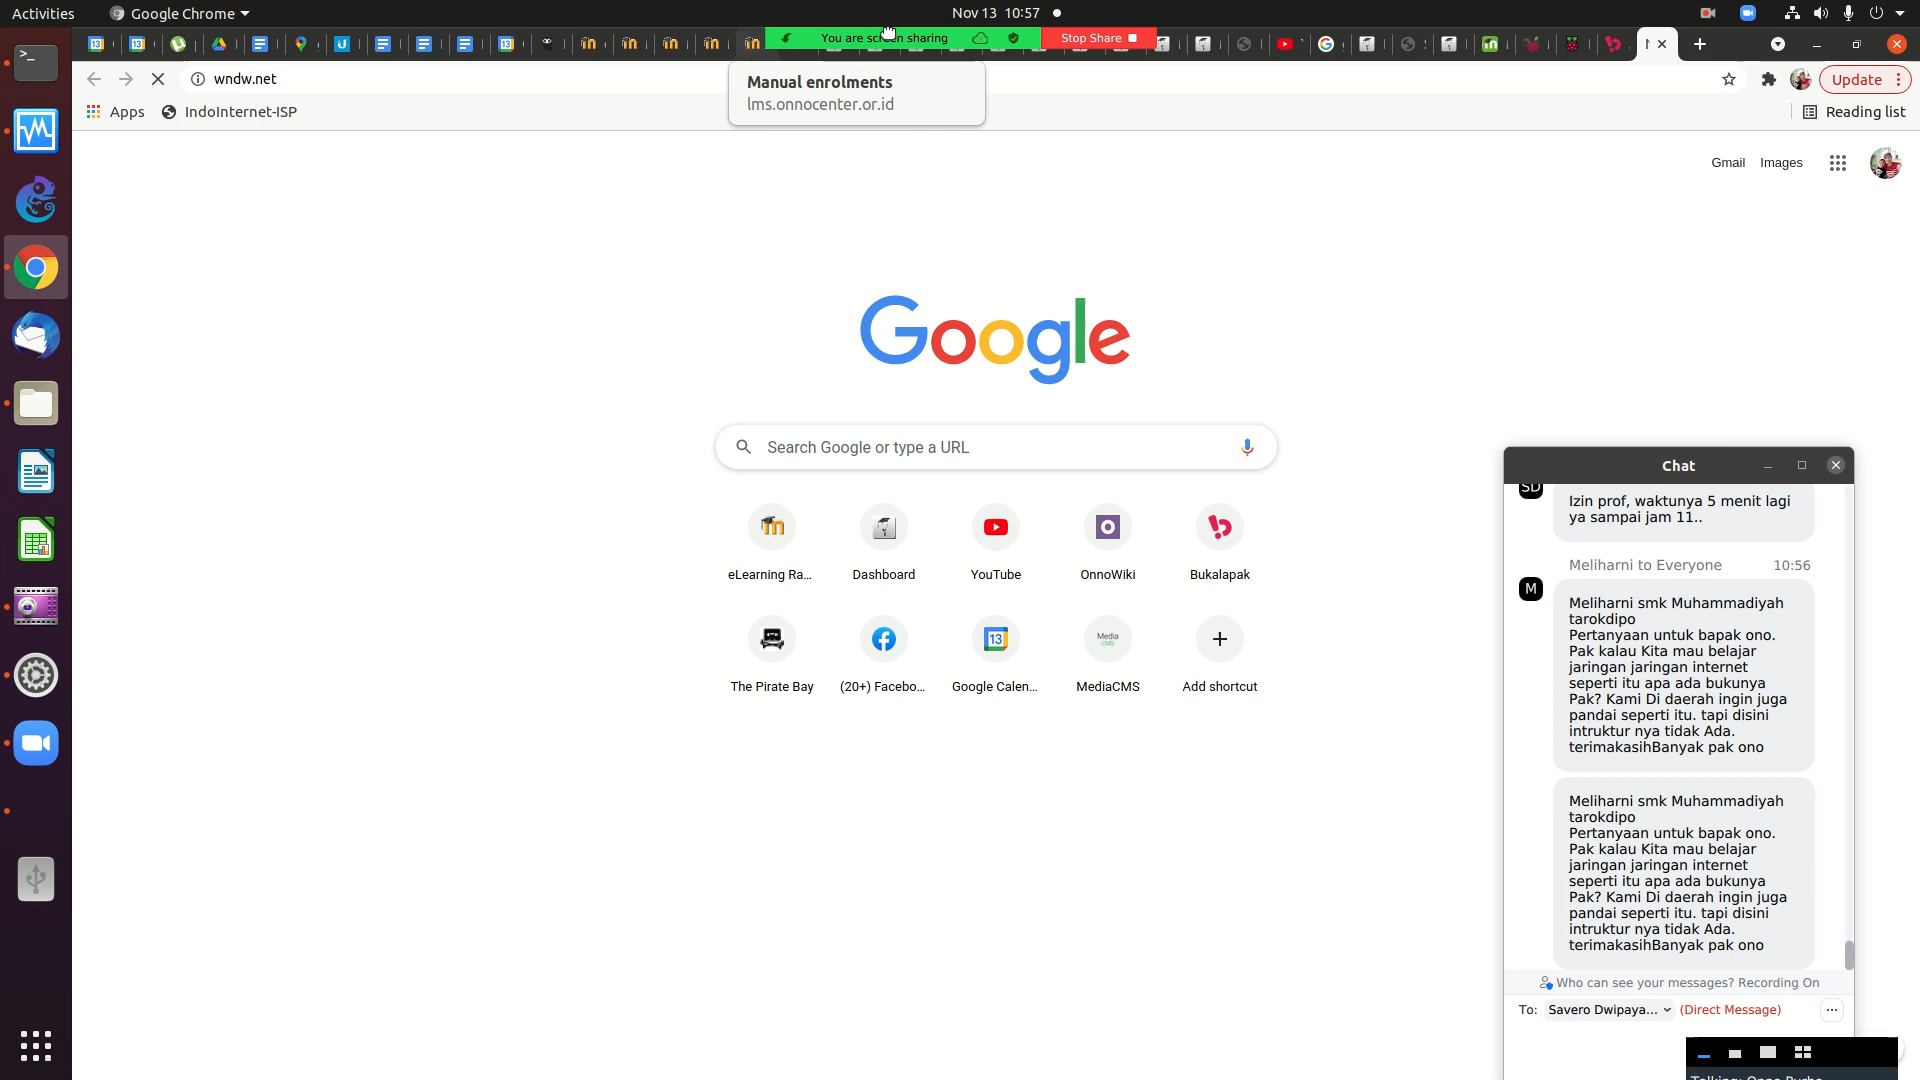 Activities
Google Chrome
Nov 13 10:57
You are screen sharing
Stop Share
wndw.net
Update
Manual enrolments
lms.onnocenter.or.id
Apps
IndoInternet-ISP
Reading list
Gmail
Images
Google
Search Google or type a URL
eLearning Ra...
Dashboard
YouTube
OnnoWiki
Bukalapak
The Pirate Bay
(20+) Facebo...
Google Calen...
MediaCMS
Add shortcut
Chat
SD
Izin prof, waktunya 5 menit lagi
ya sampai jam 11..
Meliharni to Everyone
10:56
M
Meliharni smk Muhammadiyah
tarokdipo
Pertanyaan untuk bapak ono.
Pak kalau Kita mau belajar
jaringan jaringan internet
seperti itu apa ada bukunya
Pak? Kami Di daerah ingin juga
pandai seperti itu. tapi disini
intruktur nya tidak Ada.
terimakasihBanyak pak ono
Meliharni smk Muhammadiyah
tarokdipo
Pertanyaan untuk bapak ono.
Pak kalau Kita mau belajar
jaringan jaringan internet
seperti itu apa ada bukunya
Pak? Kami Di daerah ingin juga
pandai seperti itu. tapi disini
intruktur nya tidak Ada.
terimakasihBanyak pak ono
Who can see your messages? Recording On
To: Savero Dwipaya... (Direct Message)